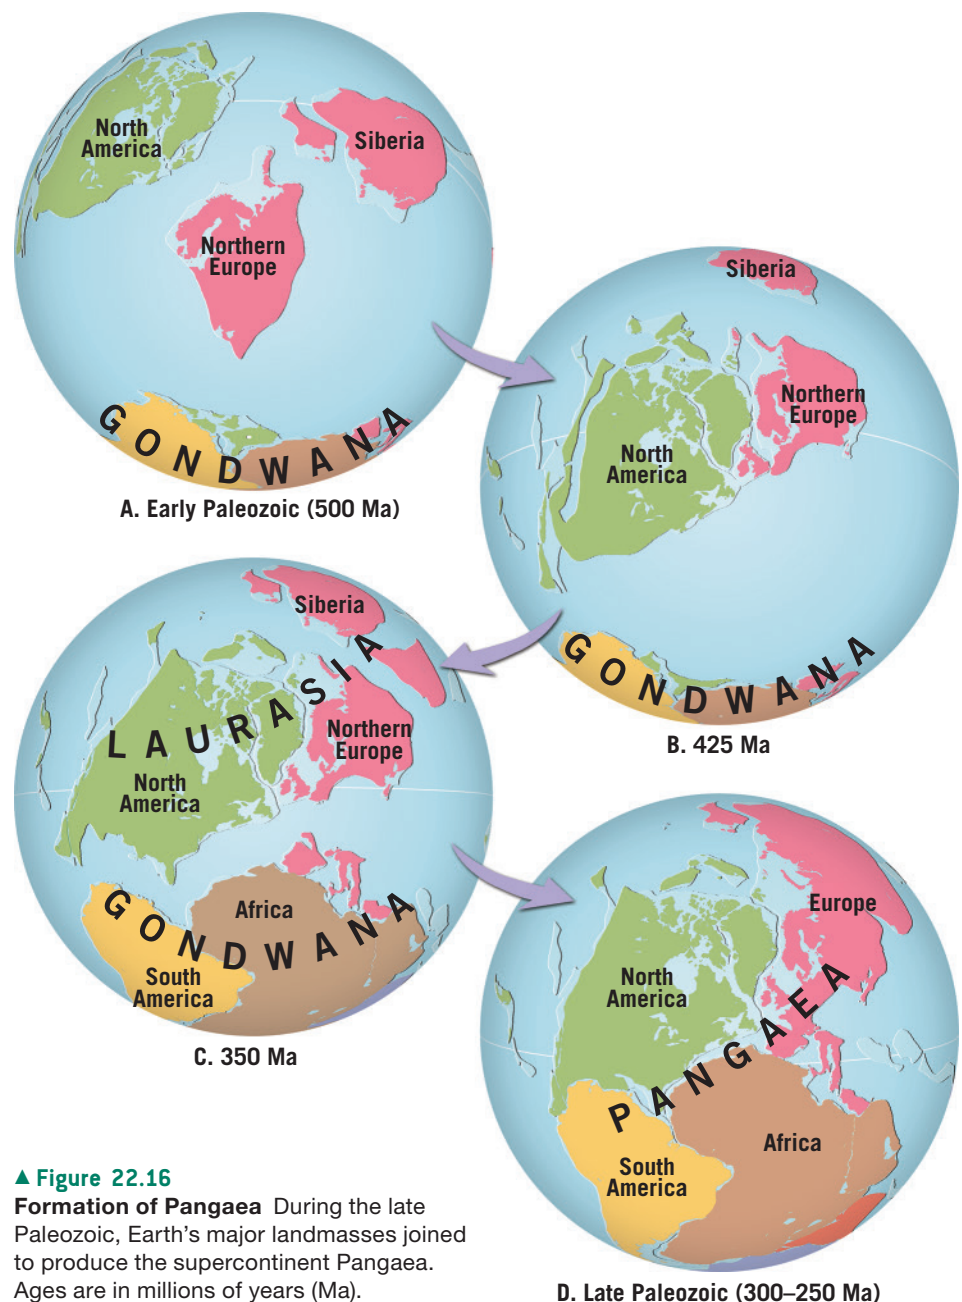 North
America
Siberia
Northern
Europe
GONDWANA
A. Early Paleozoic (500 Ma)
Siberia
Northern
Europe
North
America
GONDWANA
B. 425 Ma
Siberia
LAURASIA
Northern
Europe
North
America
Africa
GONDWANA
South
America
C. 350 Ma
Europe
North
America
PANGAEA
Africa
South
America
D. Late Paleozoic (300–250 Ma)
▲ Figure 22.16
Formation of Pangaea During the late
Paleozoic, Earth's major landmasses joined
to produce the supercontinent Pangaea.
Ages are in millions of years (Ma).